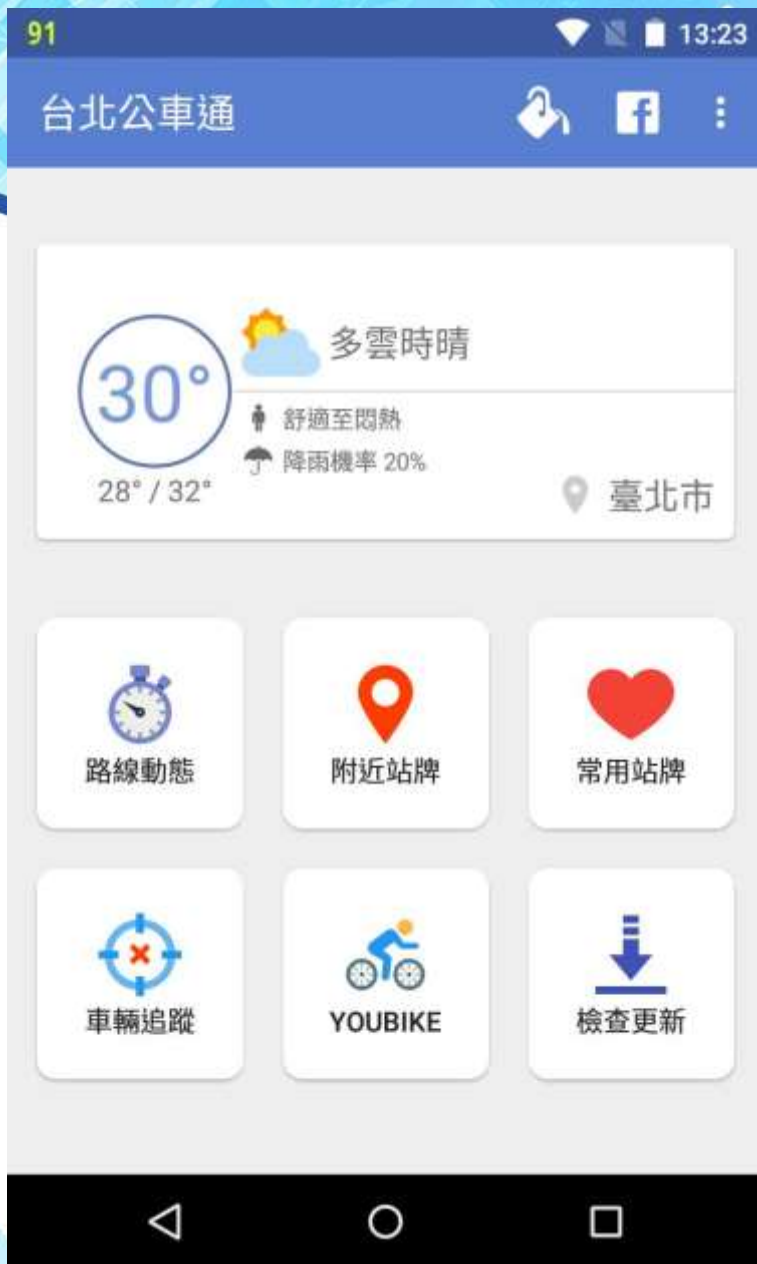 91
13:23
台北公車通
30°
28° / 32°
多雲時晴
舒適至悶熱
降雨機率 20%
臺北市
路線動態
附近站牌
常用站牌
車輛追蹤
YOUBIKE
檢查更新